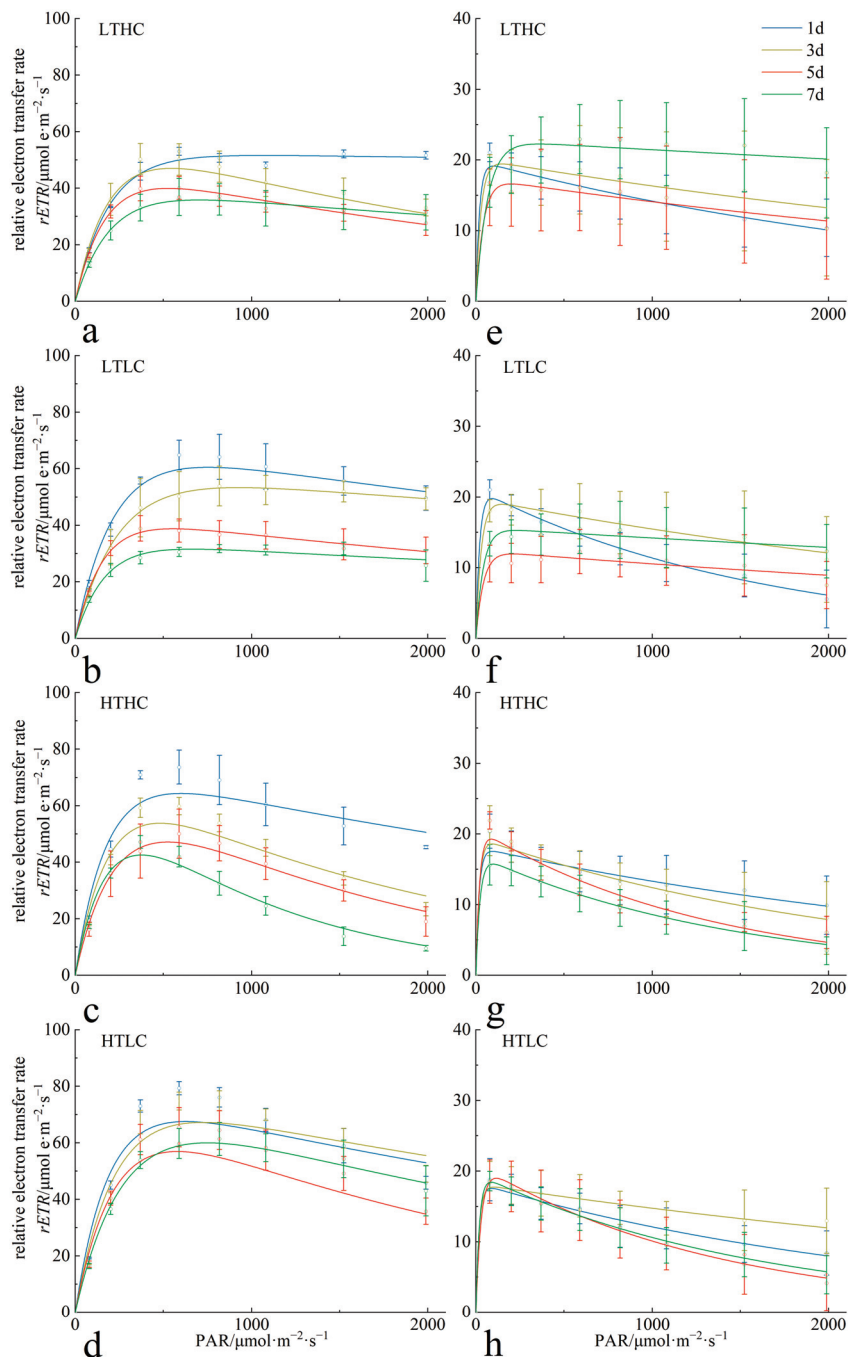 LTHC
100
80
60
40
20
0
0
1000
2000
relative electron transfer rate
rETR/μmol e·m−2·s−1
a
LTHC
1d
3d
5d
7d
40
30
20
10
0
0
1000
2000
e
LTLC
100
80
60
40
20
0
0
1000
2000
relative electron transfer rate
rETR/μmol e·m−2·s−1
b
LTLC
40
30
20
10
0
0
1000
2000
f
HTHC
100
80
60
40
20
0
0
1000
2000
relative electron transfer rate
rETR/μmol e·m−2·s−1
c
HTHC
40
30
20
10
0
0
1000
2000
g
HTLC
100
80
60
40
20
0
0
1000
2000
relative electron transfer rate
rETR/μmol e·m−2·s−1
PAR/μmol·m−2·s−1
d
HTLC
40
30
20
10
0
0
1000
2000
PAR/μmol·m−2·s−1
h